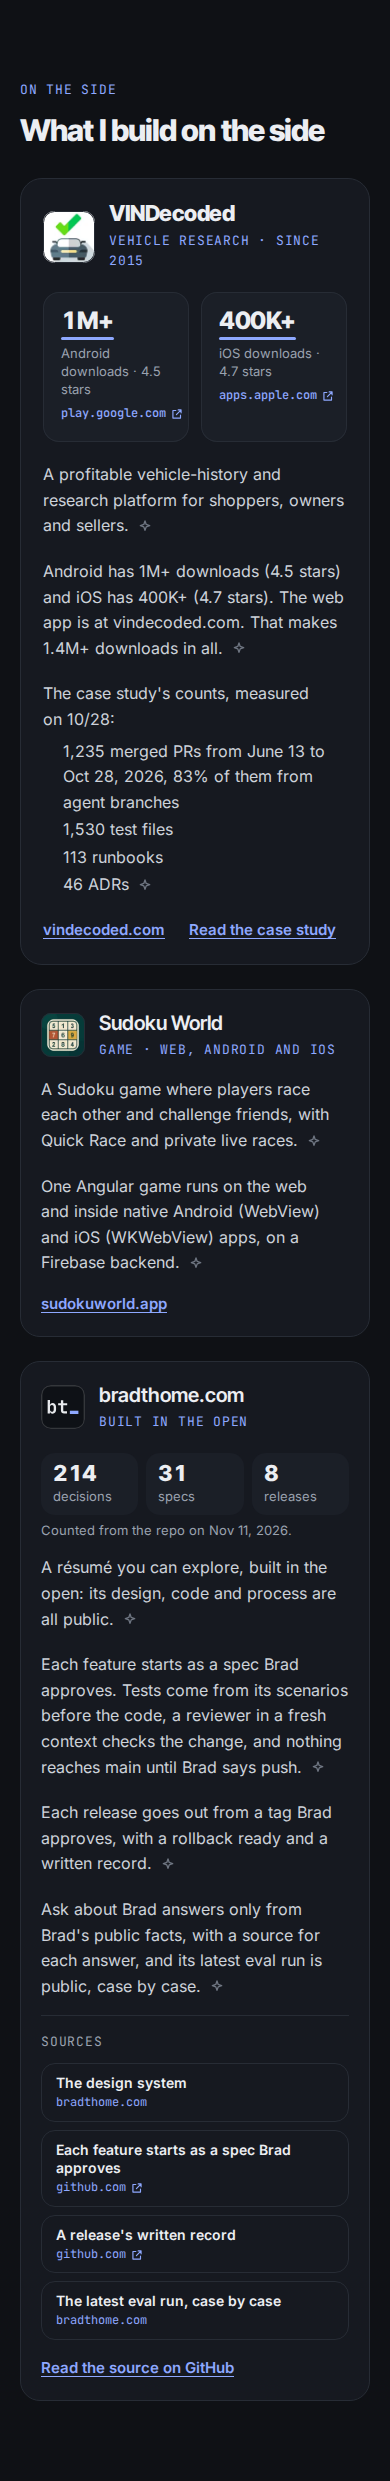 ON THE SIDE
What I build on the side
VINDecoded
VEHICLE RESEARCH · SINCE
2015
1M+
Android
downloads · 4.5
stars
play.google.com
400K+
iOS downloads ·
4.7 stars
apps.apple.com
A profitable vehicle-history and
research platform for shoppers, owners
and sellers.
Android has 1M+ downloads (4.5 stars)
and iOS has 400K+ (4.7 stars). The web
app is at vindecoded.com. That makes
1.4M+ downloads in all.
The case study's counts, measured
on 10/28:
1,235 merged PRs from June 13 to
Oct 28, 2026, 83% of them from
agent branches
1,530 test files
113 runbooks
46 ADRs
vindecoded.com Read the case study
Sudoku World
GAME · WEB, ANDROID AND IOS
A Sudoku game where players race
each other and challenge friends, with
Quick Race and private live races.
One Angular game runs on the web
and inside native Android (WebView)
and iOS (WKWebView) apps, on a
Firebase backend.
sudokuworld.app
bt_
bradthome.com
BUILT IN THE OPEN
214
decisions
31
specs
8
releases
Counted from the repo on Nov 11, 2026.
A résumé you can explore, built in the
open: its design, code and process are
all public.
Each feature starts as a spec Brad
approves. Tests come from its scenarios
before the code, a reviewer in a fresh
context checks the change, and nothing
reaches main until Brad says push.
Each release goes out from a tag Brad
approves, with a rollback ready and a
written record.
Ask about Brad answers only from
Brad's public facts, with a source for
each answer, and its latest eval run is
public, case by case.
SOURCES
The design system
bradthome.com
Each feature starts as a spec Brad
approves
github.com
A release's written record
github.com
The latest eval run, case by case
bradthome.com
Read the source on GitHub